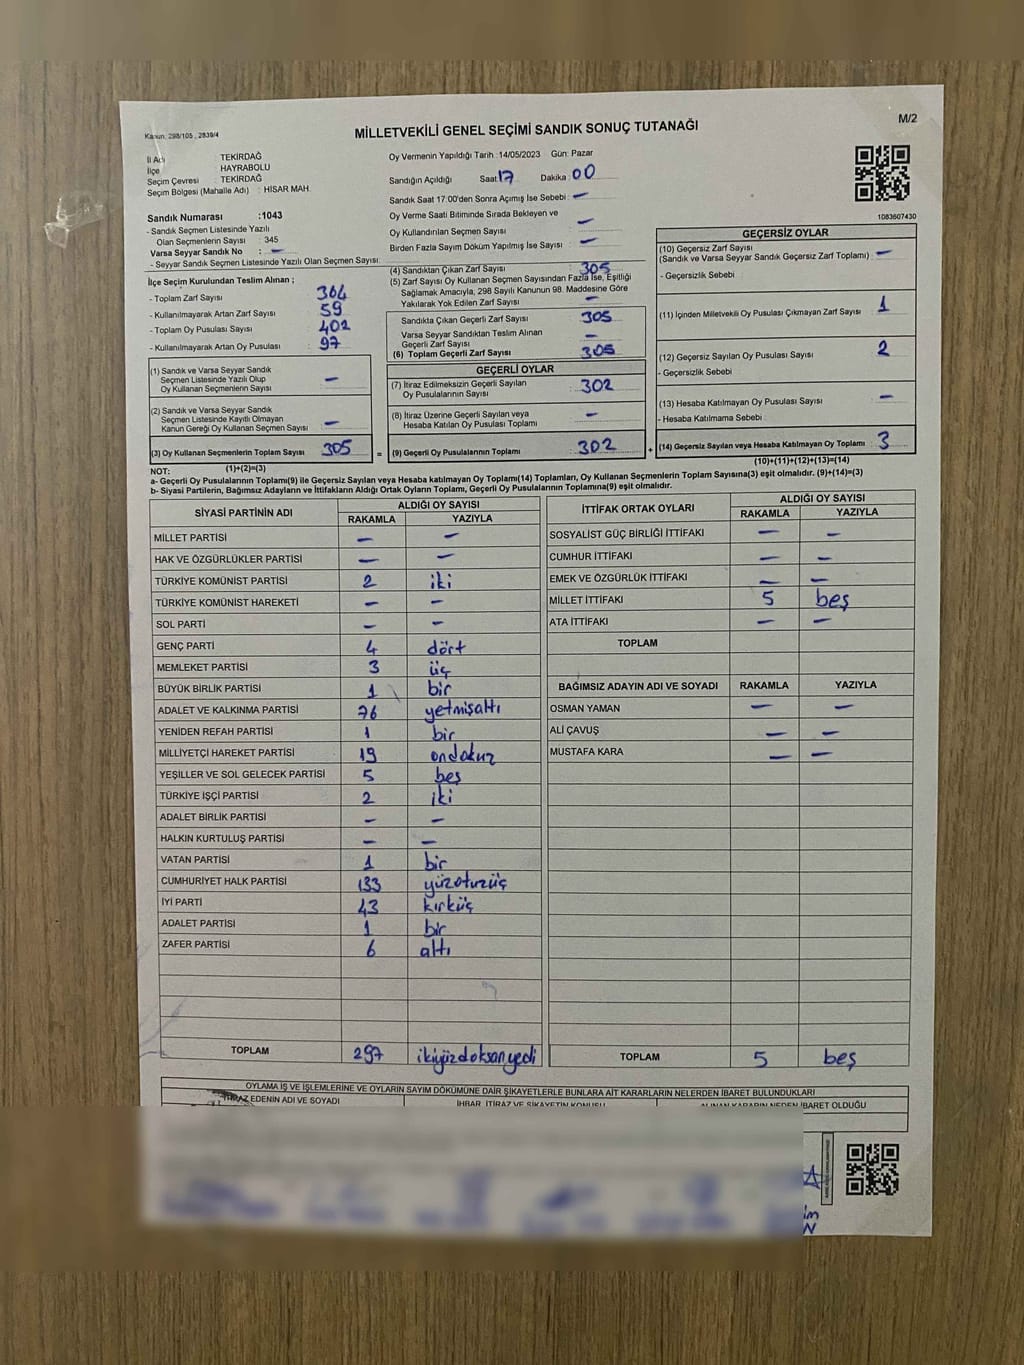 Kanun: 298/105, 2839/4
MİLLETVEKİLİ GENEL SEÇİMİ SANDIK SONUÇ TUTANAĞI
M/2
İl Adı : TEKİRDAĞ
İlçe : HAYRABOLU
Seçim Çevresi : TEKİRDAĞ
Seçim Bölgesi (Mahalle Adı) : HİSAR MAH.
Oy Vermenin Yapıldığı Tarih :14/05/2023 Gün: Pazar
Sandığın Açıldığı Saat: 17 Dakika: 00
Sandık Saat 17:00'den Sonra Açımış İse Sebebi: —
Oy Verme Saati Bitiminde Sırada Bekleyen ve
Oy Kullandırılan Seçmen Sayısı : —
Birden Fazla Sayım Döküm Yapılmış İse Sayısı : —
1083607430
Sandık Numarası :1043
- Sandık Seçmen Listesinde Yazılı
Olan Seçmenlerin Sayısı : 345
Varsa Seyyar Sandık No : —
- Seyyar Sandık Seçmen Listesinde Yazılı Olan Seçmen Sayısı:
İlçe Seçim Kurulundan Teslim Alınan ;
- Toplam Zarf Sayısı : 364
- Kullanılmayarak Artan Zarf Sayısı : 59
- Toplam Oy Pusulası Sayısı : 402
- Kullanılmayarak Artan Oy Pusulası : 97
(1) Sandık ve Varsa Seyyar Sandık
Seçmen Listesinde Yazılı Olup
Oy Kullanan Seçmenlerin Sayısı : —
(2) Sandık ve Varsa Seyyar Sandık
Seçmen Listesinde Kayıtlı Olmayan
Kanun Gereği Oy Kullanan Seçmen Sayısı : —
(3) Oy Kullanan Seçmenlerin Toplam Sayısı 305
(1)+(2)=(3)
(4) Sandıktan Çıkan Zarf Sayısı : 305
(5) Zarf Sayısı Oy Kullanan Seçmen Sayısından Fazla İse, Eşitliği
Sağlamak Amacıyla, 298 Sayılı Kanunun 98. Maddesine Göre
Yakılarak Yok Edilen Zarf Sayısı : —
Sandıkta Çıkan Geçerli Zarf Sayısı : 305
Varsa Seyyar Sandıktan Teslim Alınan
Geçerli Zarf Sayısı : —
(6) Toplam Geçerli Zarf Sayısı : 305
GEÇERLİ OYLAR
(7) İtiraz Edilmeksizin Geçerli Sayılan
Oy Pusulalarının Sayısı : 302
(8) İtiraz Üzerine Geçerli Sayılan veya
Hesaba Katılan Oy Pusulası Toplamı : —
= (9) Geçerli Oy Pusulalarının Toplamı : 302 +
GEÇERSİZ OYLAR
(10) Geçersiz Zarf Sayısı
(Sandık ve Varsa Seyyar Sandık Geçersiz Zarf Toplamı) : —
- Geçersizlik Sebebi
(11) İçinden Milletvekili Oy Pusulası Çıkmayan Zarf Sayısı : 1
(12) Geçersiz Sayılan Oy Pusulası Sayısı : 2
- Geçersizlik Sebebi
(13) Hesaba Katılmayan Oy Pusulası Sayısı : —
- Hesaba Katılmama Sebebi :
(14) Geçersiz Sayılan veya Hesaba Katılmayan Oy Toplamı : 3
(10)+(11)+(12)+(13)=(14)
NOT:
a- Geçerli Oy Pusulaları Toplamı(9) ile Geçersiz Sayılan veya Hesaba katılmayan Oy Toplamı(14) Toplamları, Oy Kullanan Seçmenlerin Toplam Sayısına(3) eşit olmalıdır. (9)+(14)=(3)
b- Siyasi Partilerin, Bağımsız Adayların ve İttifakların Aldığı Ortak Oyların Toplamı, Geçerli Oy Pusulalarının Toplamına(9) eşit olmalıdır.
SİYASİ PARTİNİN ADI ALDIĞI OY SAYISI
RAKAMLA YAZIYLA
MİLLET PARTİSİ — —
HAK VE ÖZGÜRLÜKLER PARTİSİ — —
TÜRKİYE KOMÜNİST PARTİSİ 2 iki
TÜRKİYE KOMÜNİST HAREKETİ — —
SOL PARTİ — —
GENÇ PARTİ 4 dört
MEMLEKET PARTİSİ 3 üç
BÜYÜK BİRLİK PARTİSİ 1 bir
ADALET VE KALKINMA PARTİSİ 76 yetmişaltı
YENİDEN REFAH PARTİSİ 1 bir
MİLLİYETÇİ HAREKET PARTİSİ 19 ondokuz
YEŞİLLER VE SOL GELECEK PARTİSİ 5 beş
TÜRKİYE İŞÇİ PARTİSİ 2 iki
ADALET BİRLİK PARTİSİ — —
HALKIN KURTULUŞ PARTİSİ — —
VATAN PARTİSİ 1 bir
CUMHURİYET HALK PARTİSİ 133 yüzotuzüç
İYİ PARTİ 43 kırküç
ADALET PARTİSİ 1 bir
ZAFER PARTİSİ 6 altı
TOPLAM 297 ikiyüzdoksanyedi
İTTİFAK ORTAK OYLARI ALDIĞI OY SAYISI
RAKAMLA YAZIYLA
SOSYALİST GÜÇ BİRLİĞİ İTTİFAKI — —
CUMHUR İTTİFAKI — —
EMEK VE ÖZGÜRLÜK İTTİFAKI — —
MİLLET İTTİFAKI 5 beş
ATA İTTİFAKI — —
TOPLAM
BAĞIMSIZ ADAYIN ADI VE SOYADI RAKAMLA YAZIYLA
OSMAN YAMAN — —
ALİ ÇAVUŞ — —
MUSTAFA KARA — —
TOPLAM 5 beş
OYLAMA İŞ VE İŞLEMLERİNE VE OYLARIN SAYIM DÖKÜMÜNE DAİR ŞİKAYETLERLE BUNLARA AİT KARARLARIN NELERDEN İBARET BULUNDUKLARI
İTİRAZ EDENİN ADI VE SOYADI İHBAR, İTİRAZ VE ŞİKAYETİN KONUSU ALINAN KARARIN NEDEN İBARET OLDUĞU